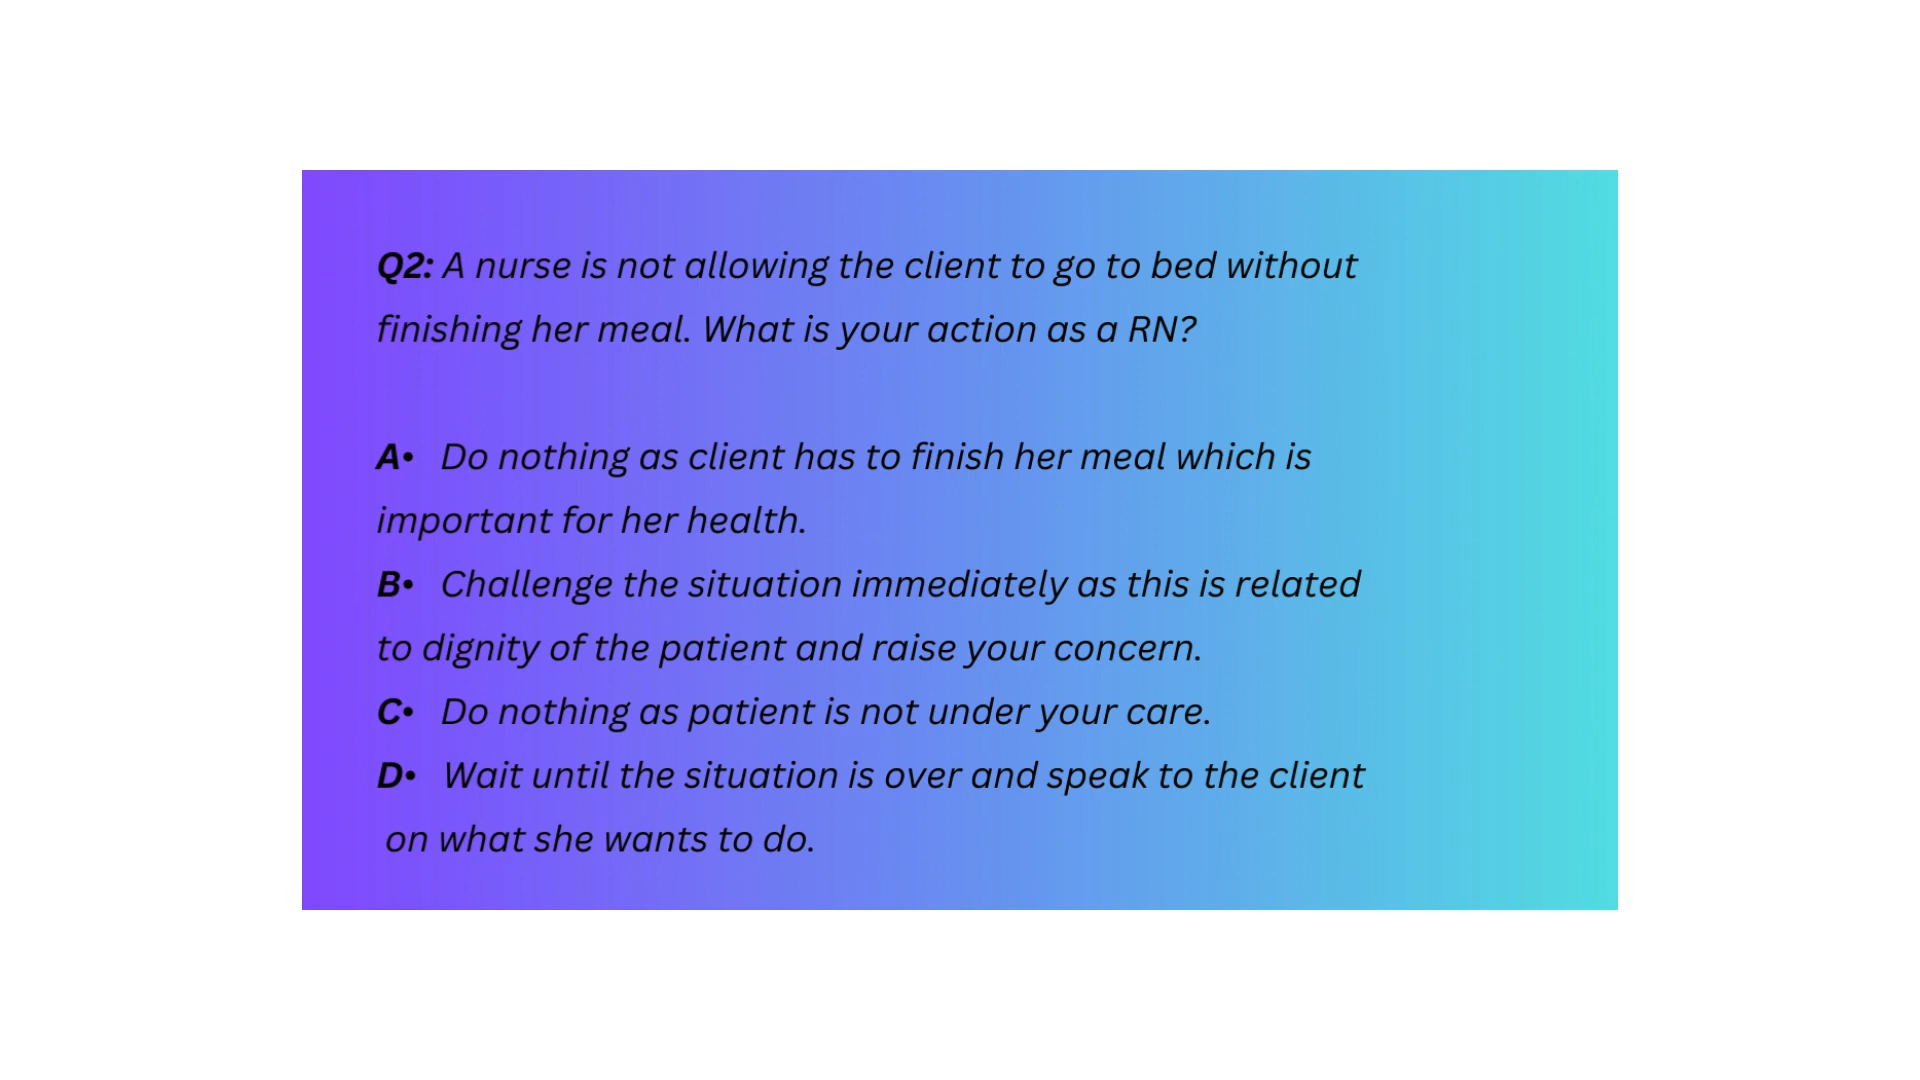 Q2: A nurse is not allowing the client to go to bed without
finishing her meal. What is your action as a RN?
A• Do nothing as client has to finish her meal which is
important for her health.
B• Challenge the situation immediately as this is related
to dignity of the patient and raise your concern.
C• Do nothing as patient is not under your care.
D• Wait until the situation is over and speak to the client
on what she wants to do.